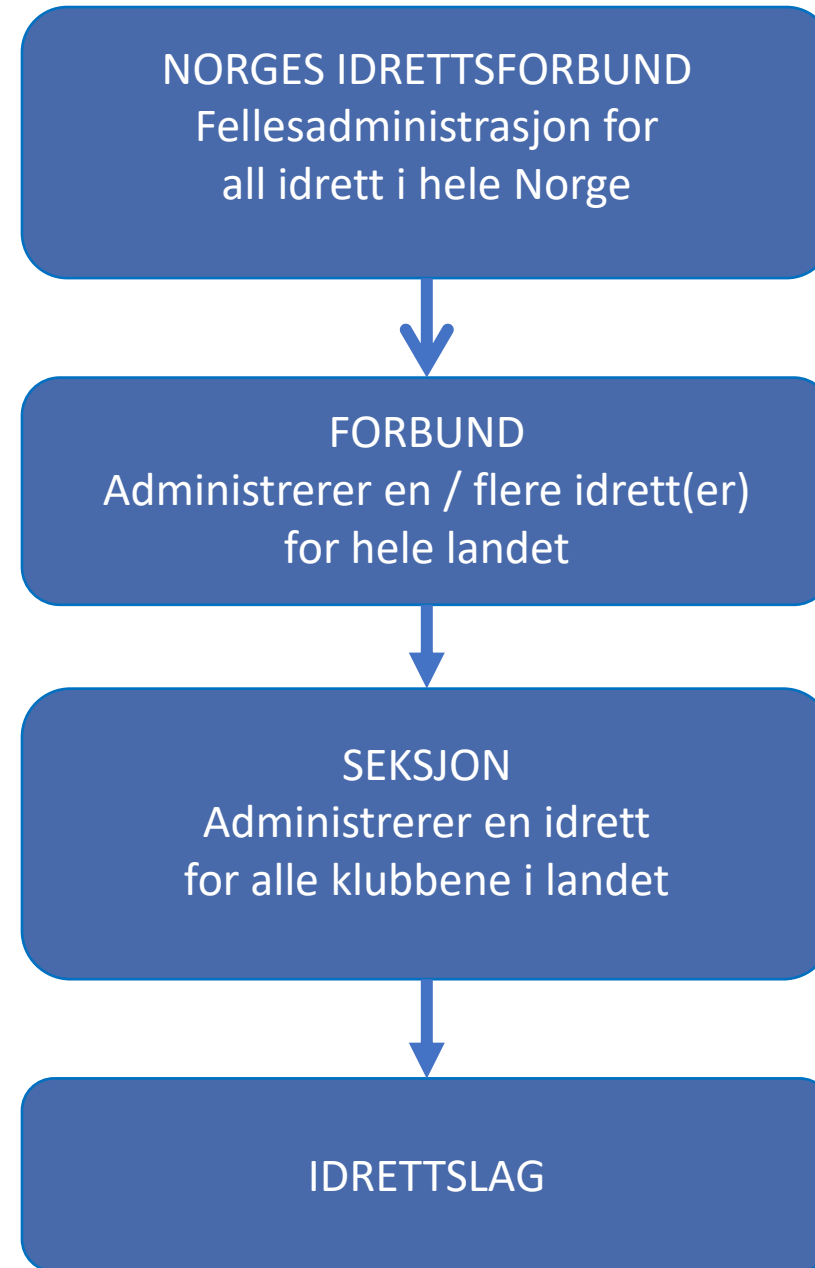 NORGES IDRETTSFORBUND
Fellesadministrasjon for
all idrett i hele Norge
FORBUND
Administrerer en / flere idrett(er)
for hele landet
SEKSJON
Administrerer en idrett
for alle klubbene i landet
IDRETTSLAG